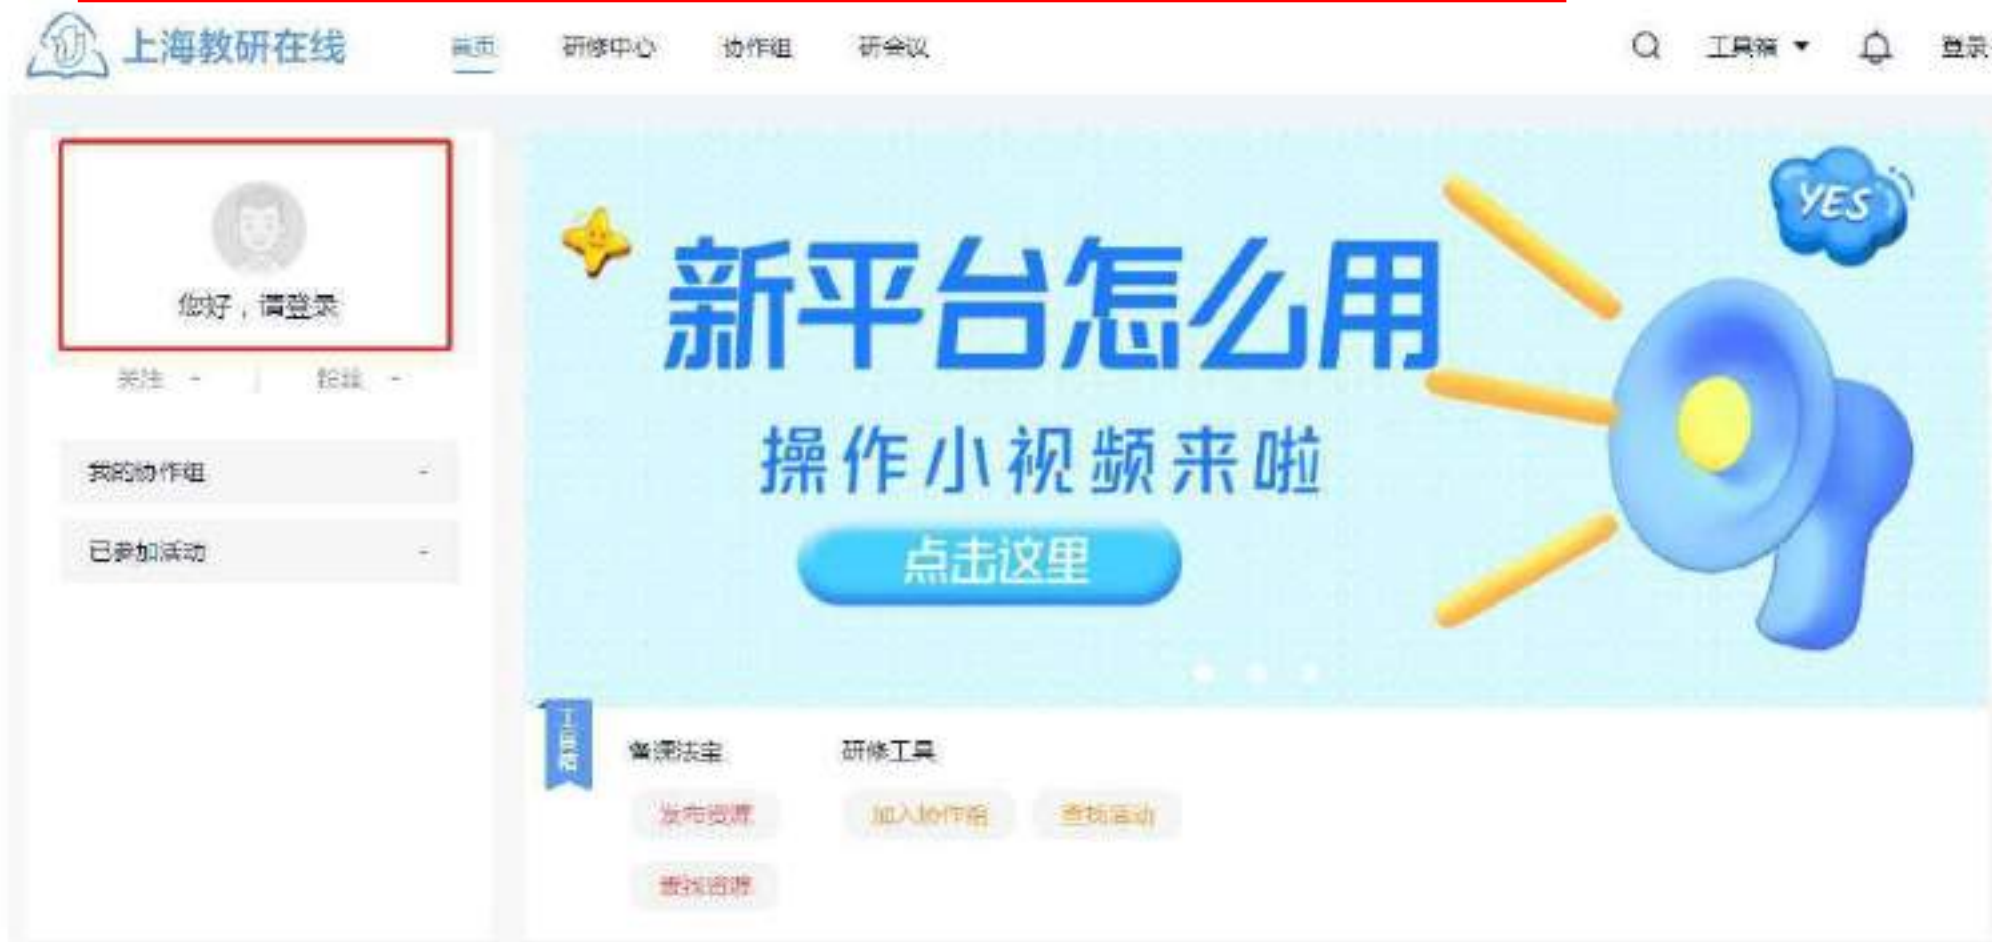 上海教研在线
首页 研修中心 协作组 研会议 工具箱 登录
您好，请登录
关注 - 粉丝 -
我的协作组 -
已参加活动 -
YES
新平台怎么用
操作小视频来啦
点击这里
备课法宝 研修工具
发布资源 加入协作组 查找活动
查找资源